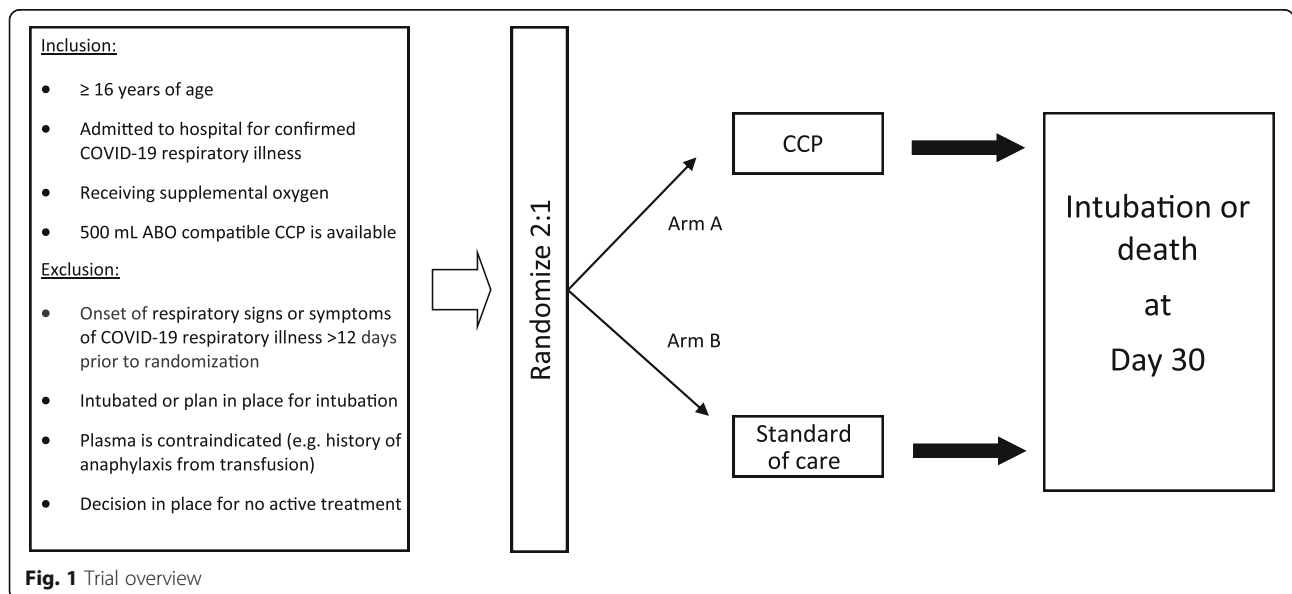 Inclusion:
• ≥ 16 years of age
• Admitted to hospital for confirmed
COVID-19 respiratory illness
• Receiving supplemental oxygen
• 500 mL ABO compatible CCP is available
Exclusion:
• Onset of respiratory signs or symptoms
of COVID-19 respiratory illness >12 days
prior to randomization
• Intubated or plan in place for intubation
• Plasma is contraindicated (e.g. history of
anaphylaxis from transfusion)
• Decision in place for no active treatment
Randomize 2:1
Arm A
Arm B
CCP
Standard
of care
Intubation or
death
at
Day 30
Fig. 1 Trial overview